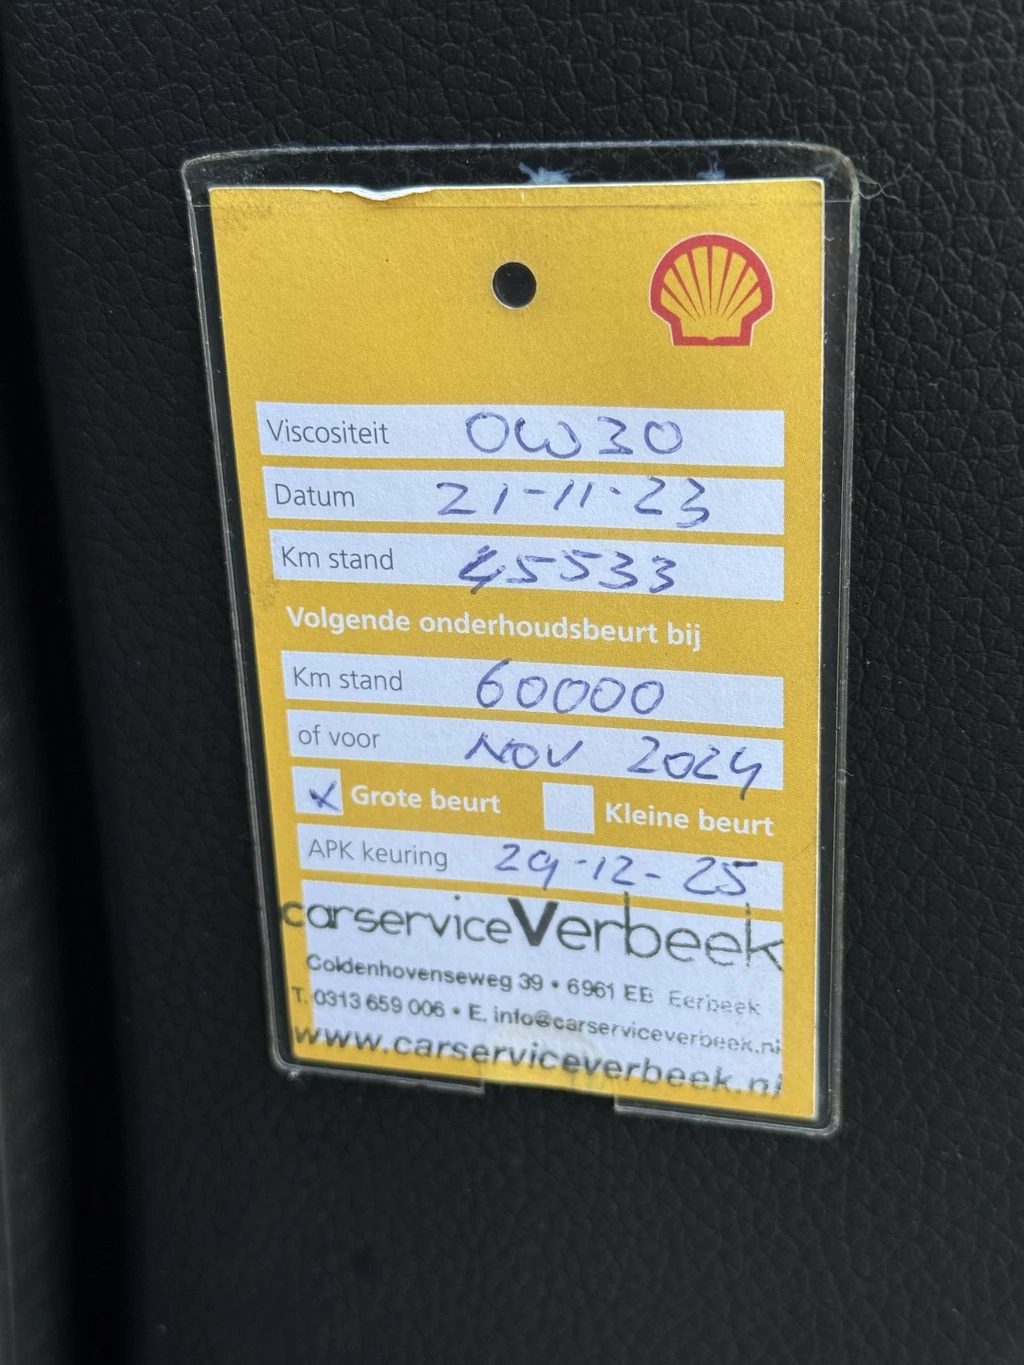 Viscositeit 0W30
Datum 21-11-23
Km stand 45533
Volgende onderhoudsbeurt bij
Km stand 60000
of voor NOV 2024
x Grote beurt Kleine beurt
APK keuring 29-12-25
carserviceVerbeek
Coldenhovenseweg 39 • 6961 EB Eerbeek
T. 0313 659 006 • E. info@carserviceverbeek.nl
www.carserviceverbeek.nl